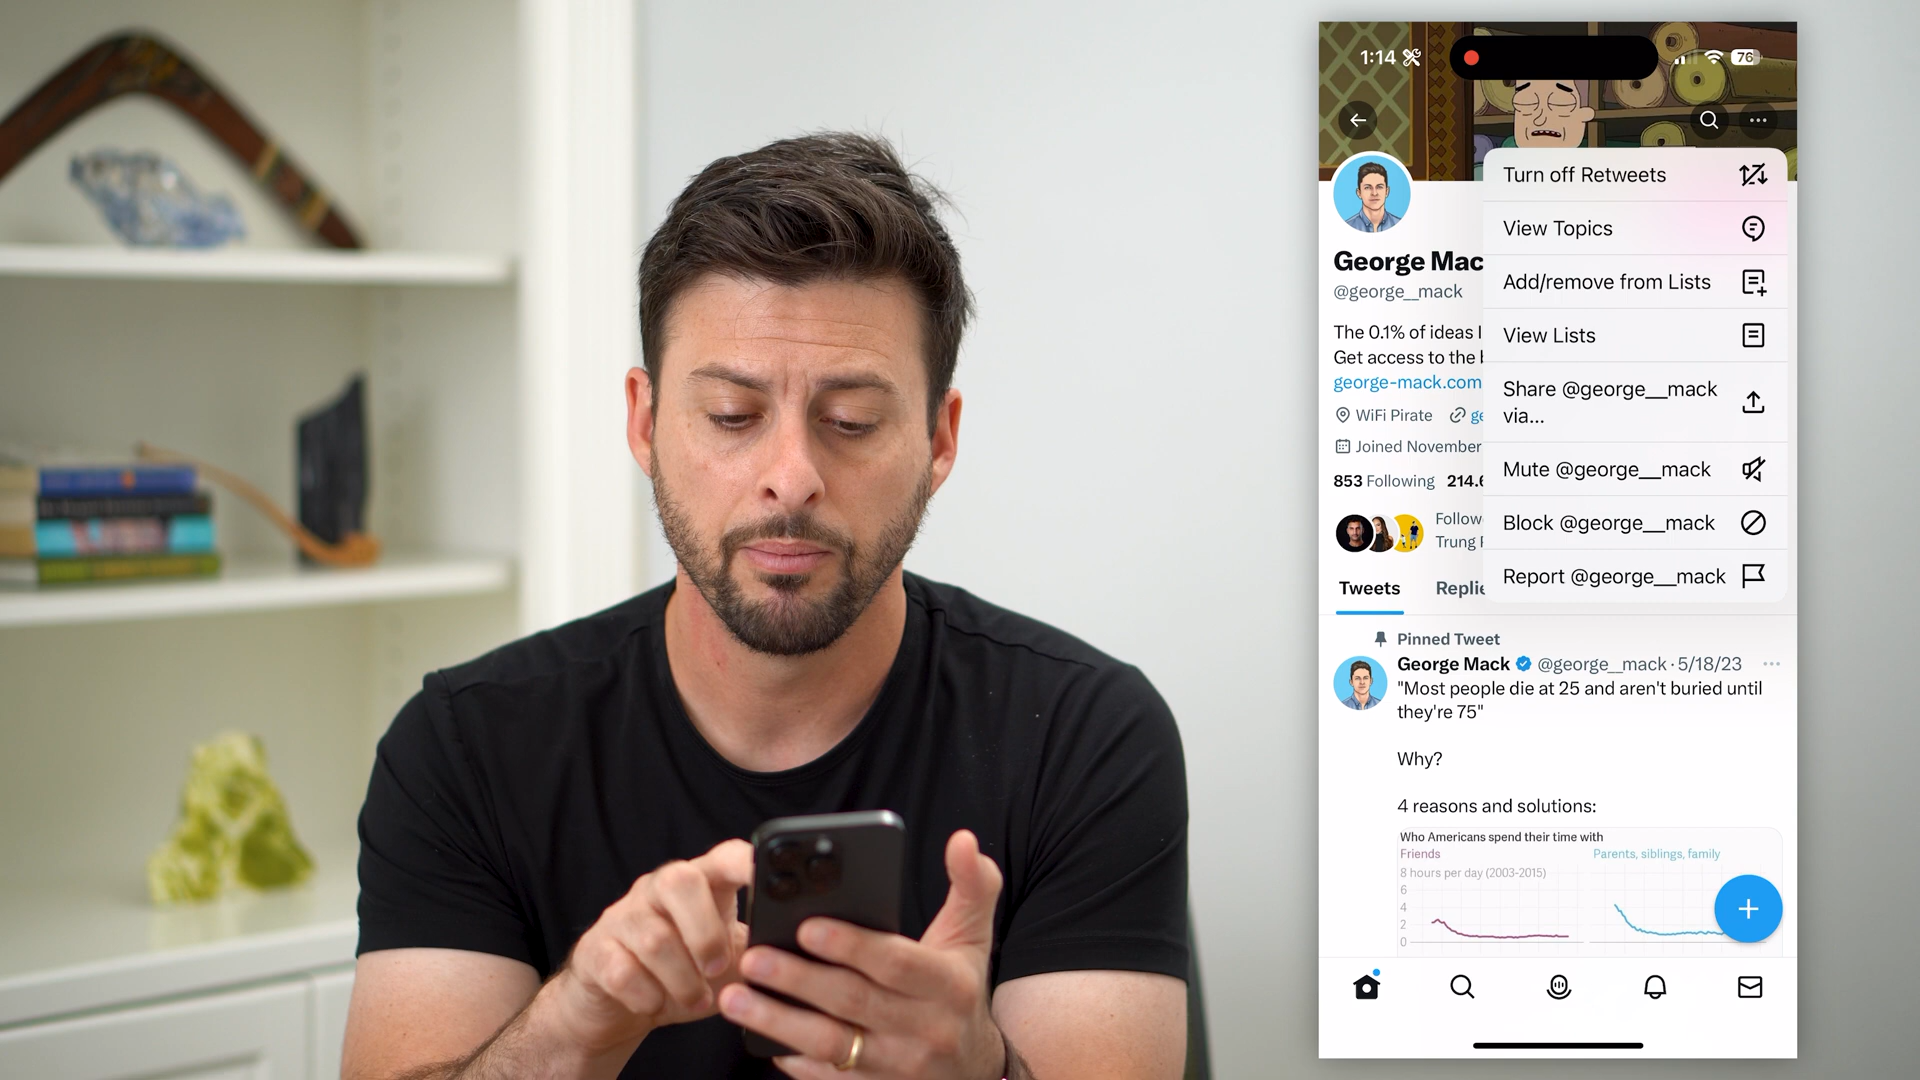 1:14
76
Turn off Retweets
View Topics
Add/remove from Lists
View Lists
Share @george__mack
via...
Mute @george__mack
Block @george__mack
Report @george__mack
George Mac
@george__mack
The 0.1% of ideas
Get access to the
george-mack.com
WiFi Pirate
Joined November
853 Following 214.6
Follow
Trung
Tweets
Replie
Pinned Tweet
George Mack @george__mack · 5/18/23
"Most people die at 25 and aren't buried until
they're 75"
Why?
4 reasons and solutions:
Who Americans spend their time with
Friends
Parents, siblings, family
8 hours per day (2003-2015)
6
4
2
0